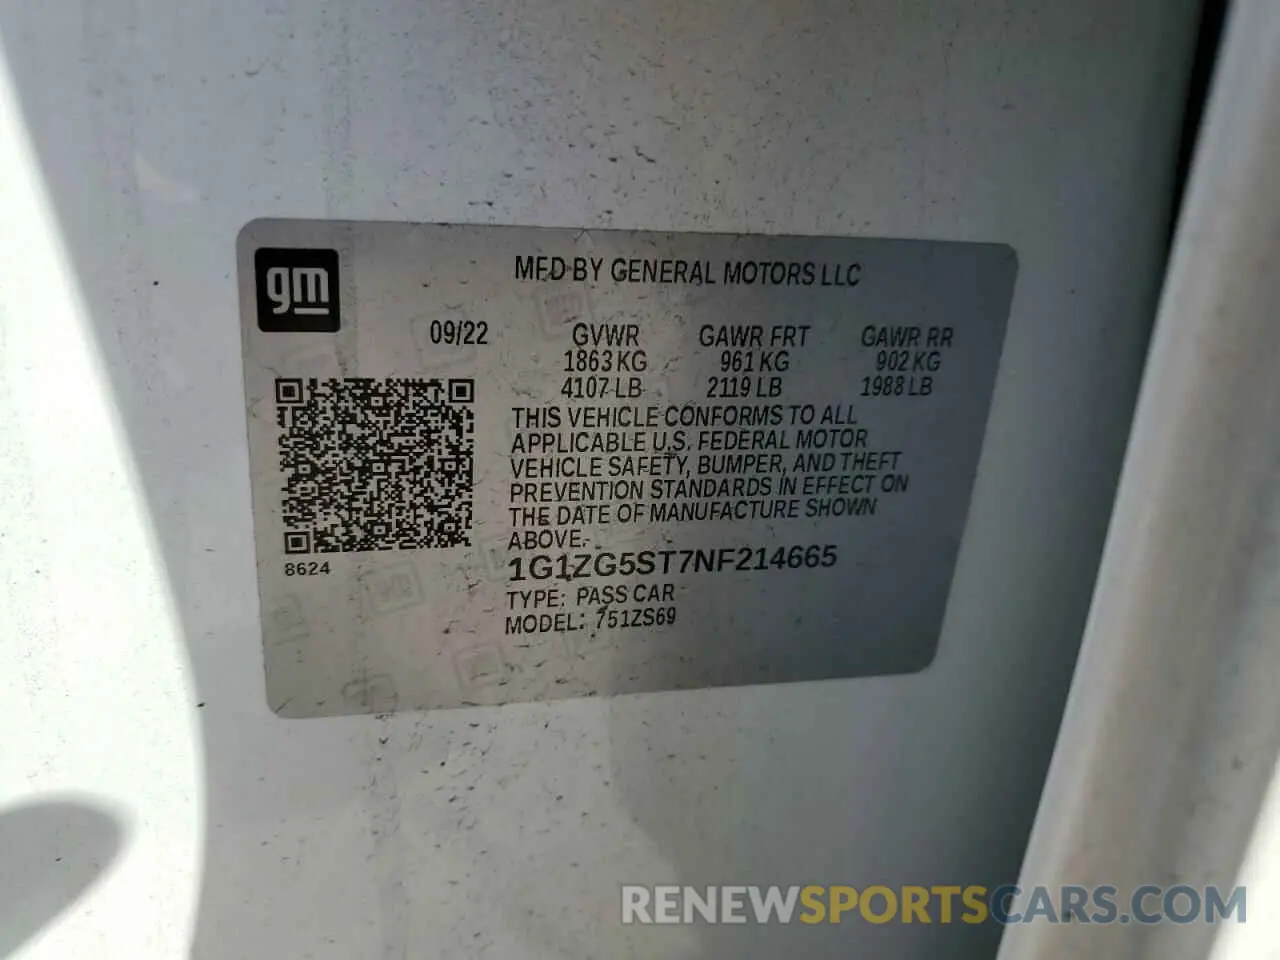 gm
MFD BY GENERAL MOTORS LLC
09/22 GVWR GAWR FRT GAWR RR
1863 KG 961 KG 902 KG
4107 LB 2119 LB 1988 LB
THIS VEHICLE CONFORMS TO ALL
APPLICABLE U.S. FEDERAL MOTOR
VEHICLE SAFETY, BUMPER, AND THEFT
PREVENTION STANDARDS IN EFFECT ON
THE DATE OF MANUFACTURE SHOWN
ABOVE.
8624
1G1ZG5ST7NF214665
TYPE: PASS CAR
MODEL: 751ZS69
RENEWSPORTSCARS.COM